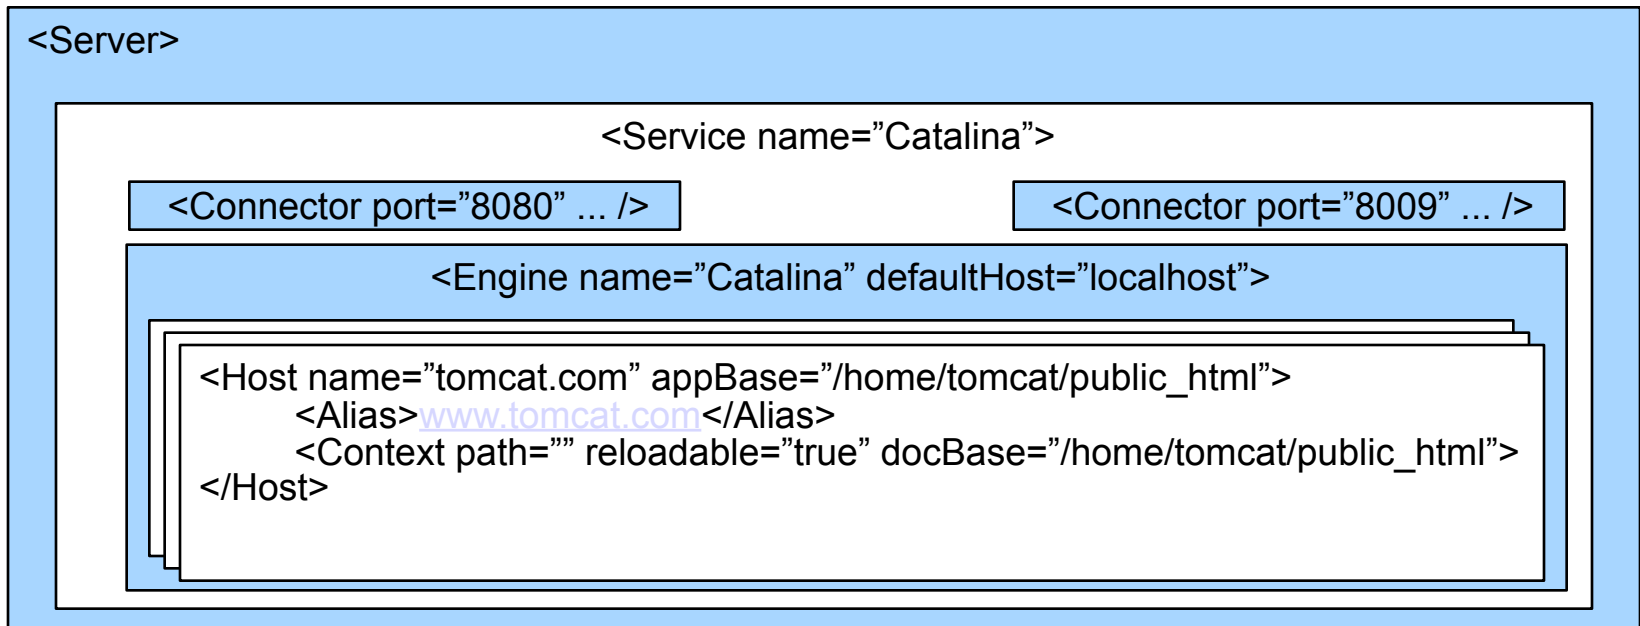 <Server>
<Service name=”Catalina”>
<Connector port=”8080” ... />
<Connector port=”8009” ... />
<Engine name=”Catalina” defaultHost=”localhost”>
<Host name=”tomcat.com” appBase=”/home/tomcat/public_html”>
<Alias>www.tomcat.com</Alias>
<Context path=”” reloadable=”true” docBase=”/home/tomcat/public_html”>
</Host>